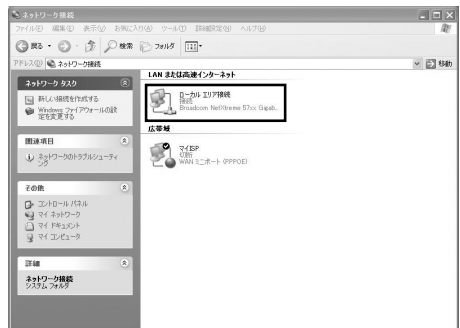 ネットワーク接続
ファイル(F) 編集(E) 表示(V) お気に入り(A) ツール(T) 詳細設定(N) ヘルプ(H)
戻る 検索 フォルダ
アドレス(D) ネットワーク接続 移動
ネットワーク タスク
新しい接続を作成する
Windows ファイアウォールの設定を変更する
関連項目
ネットワークのトラブルシューティング
その他
コントロール パネル
マイ ネットワーク
マイ ドキュメント
マイ コンピュータ
詳細
ネットワーク接続
システム フォルダ
LAN または高速インターネット
ローカル エリア接続
接続
Broadcom NetXtreme 57xx Gigab...
広帯域
マイISP
切断
WAN ミニポート (PPPOE)